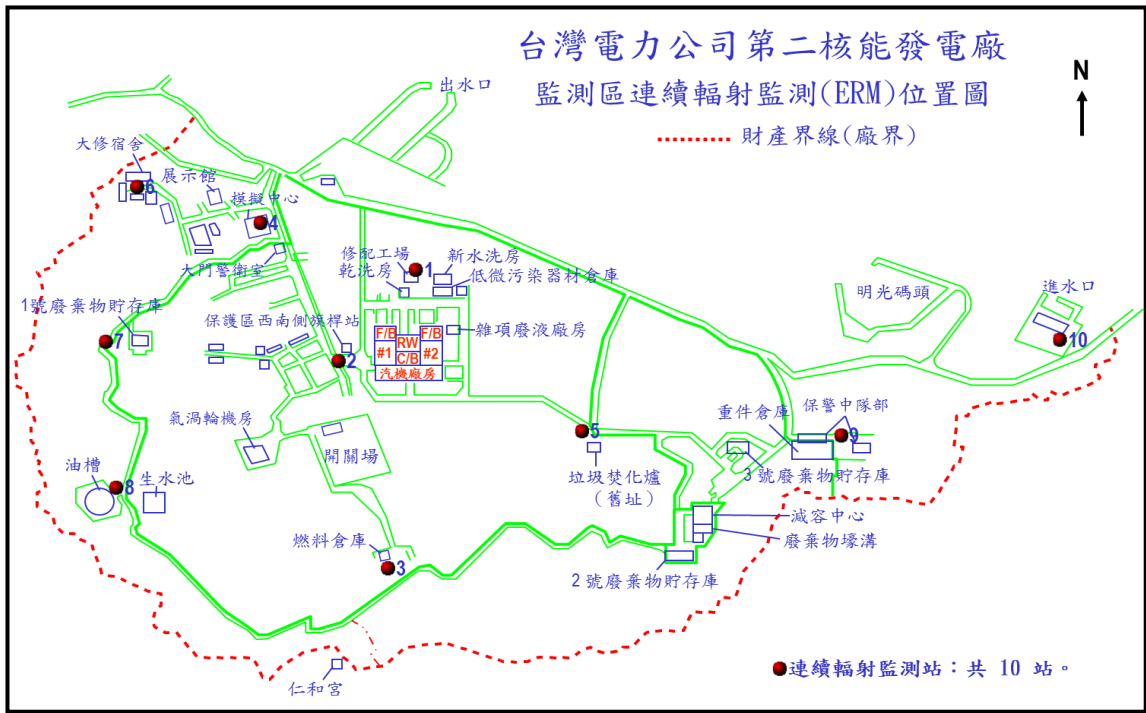 台灣電力公司第二核能發電廠
監測區連續輻射監測(ERM)位置圖
財產界線(廠界)
N
出水口
大修宿舍
6
展示館
模擬中心
4
大門警衛室
修配工場
1
新水洗房
乾洗房
低微污染器材倉庫
明光碼頭
進水口
10
1號廢棄物貯存庫
7
保護區西南側旗桿站
2
F/B
F/B
雜項廢液廠房
#1
RW
#2
C/B
汽機廠房
氣渦輪機房
開關場
5
重件倉庫
保警中隊部
9
油槽
8
生水池
垃圾焚化爐
(舊址)
3號廢棄物貯存庫
減容中心
廢棄物壕溝
燃料倉庫
3
2號廢棄物貯存庫
仁和宮
連續輻射監測站：共 10 站。